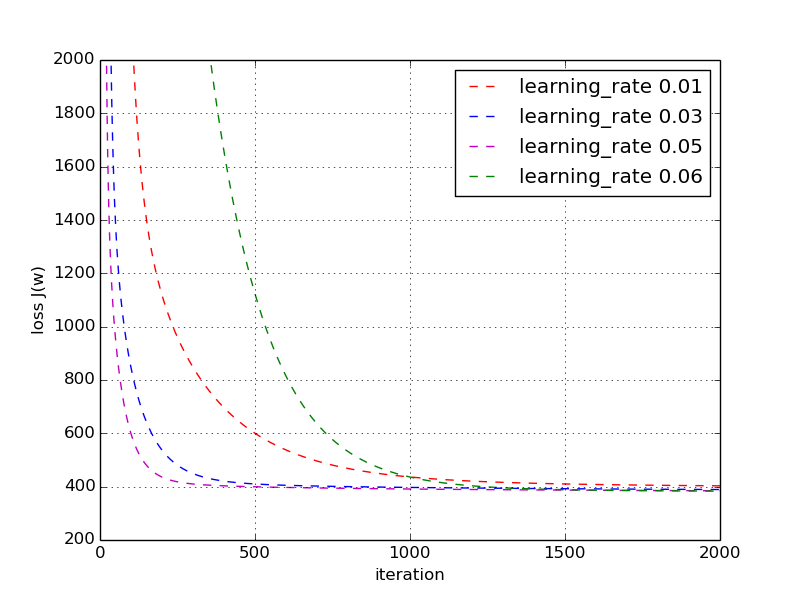 2000
1800
1600
1400
1200
1000
800
600
400
200
loss J(w)
learning_rate 0.01
learning_rate 0.03
learning_rate 0.05
learning_rate 0.06
0 500 1000 1500 2000
iteration